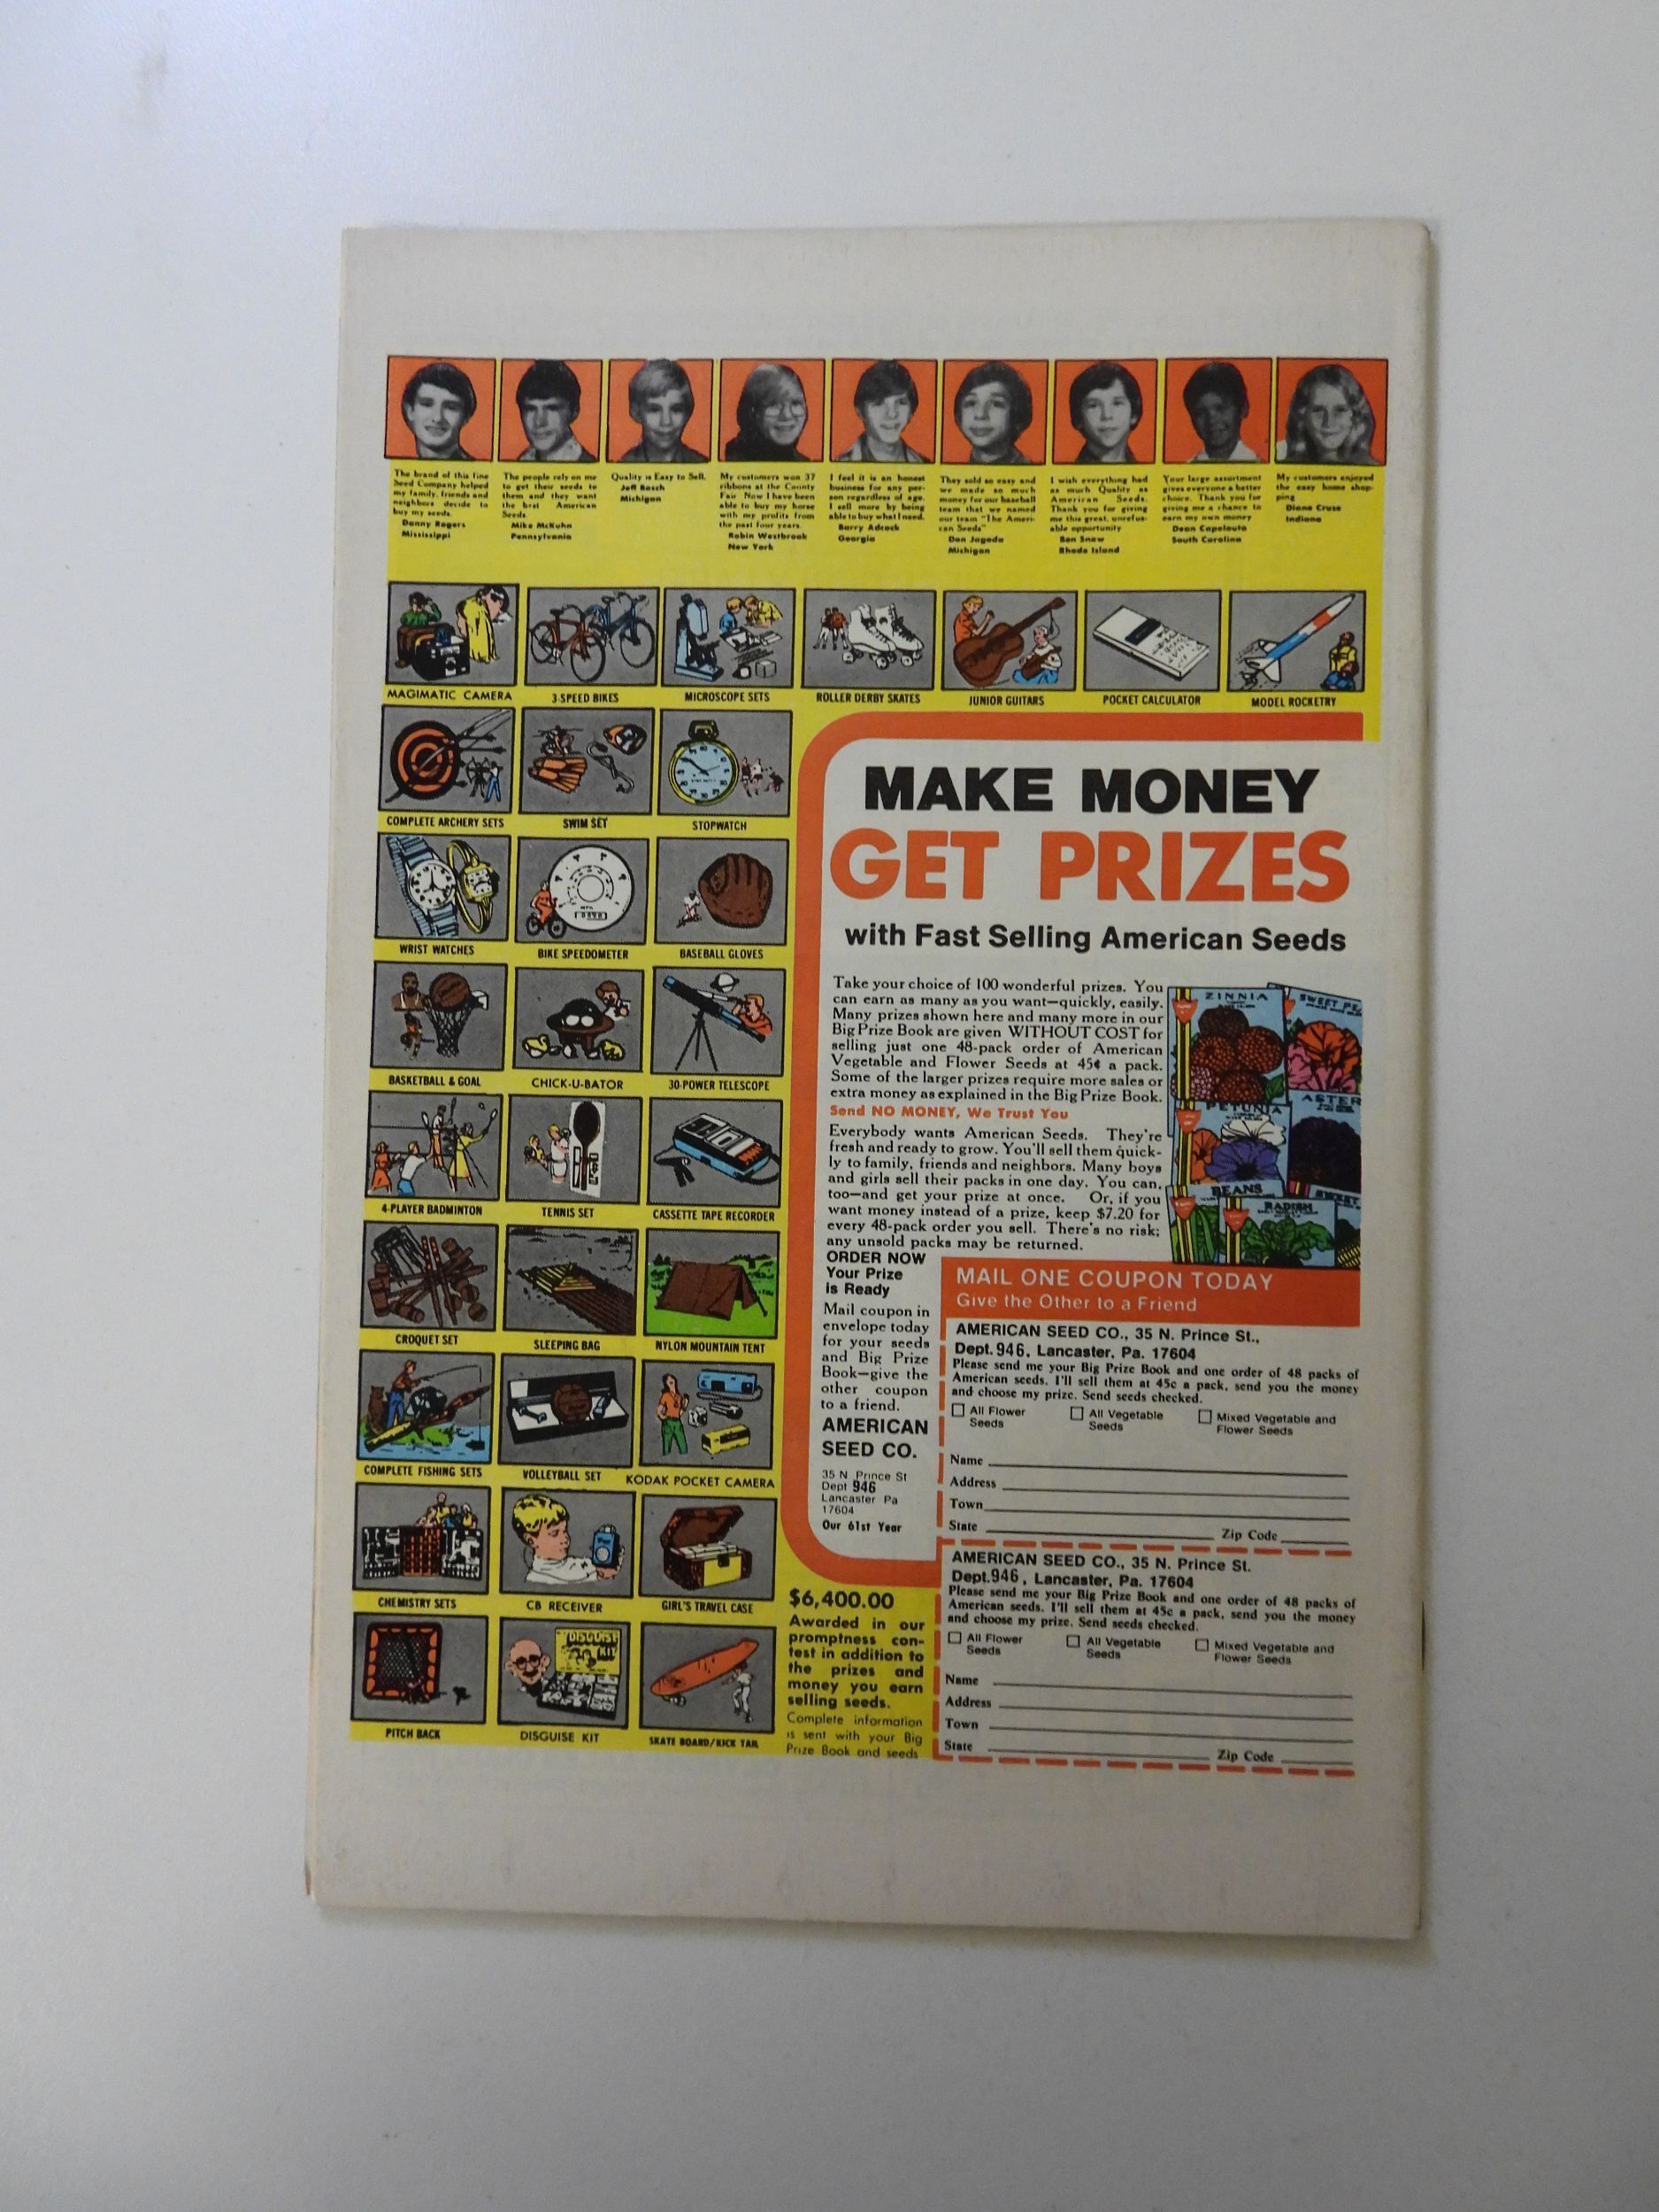 The brand of this fine
Seed Company helped
my family, friends and
neighbors decide to
buy my seeds.
Danny Rogers
Mississippi
The people rely on me
to get their seeds to
them and they want
the best American
Seeds.
Mike McKuhn
Pennsylvania
Quality is Easy to Sell.
Jeff Rasch
Michigan
My customers won 37
ribbons at the County
Fair Now I have been
able to buy my horse
with my profits from
the past four years.
Robin Westbrook
New York
I feel it is an honest
business for any per-
son regardless of age.
I sell more by being
able to buy what I need.
Barry Adcock
Georgia
They sold so easy and
we made so much
money for our baseball
team that we named
our team "The Ameri-
can Seeds"
Dan Jagoda
Michigan
I wish everything had
as much Quality as
American Seeds.
Thank you for giving
me this great, unrefus-
able opportunity
Ben Snow
Rhode Island
Your large assortment
gives everyone a better
choice. Thank you for
giving me a chance to
earn my own money
Dean Capelouto
South Carolina
My customers enjoyed
the easy home shop-
ping
Diane Cruse
Indiana
MAGIMATIC CAMERA
3-SPEED BIKES
MICROSCOPE SETS
ROLLER DERBY SKATES
JUNIOR GUITARS
POCKET CALCULATOR
MODEL ROCKETRY
COMPLETE ARCHERY SETS
SWIM SET
STOPWATCH
WRIST WATCHES
BIKE SPEEDOMETER
BASEBALL GLOVES
BASKETBALL & GOAL
CHICK-U-BATOR
30-POWER TELESCOPE
4-PLAYER BADMINTON
TENNIS SET
CASSETTE TAPE RECORDER
CROQUET SET
SLEEPING BAG
NYLON MOUNTAIN TENT
COMPLETE FISHING SETS
VOLLEYBALL SET
KODAK POCKET CAMERA
CHEMISTRY SETS
CB RECEIVER
GIRL'S TRAVEL CASE
PITCH BACK
DISGUISE KIT
DISGUISE KIT
SKATE BOARD/KICK TAIL
MAKE MONEY
GET PRIZES
with Fast Selling American Seeds
Take your choice of 100 wonderful prizes. You
can earn as many as you want—quickly, easily.
Many prizes shown here and many more in our
Big Prize Book are given WITHOUT COST for
selling just one 48-pack order of American
Vegetable and Flower Seeds at 45¢ a pack.
Some of the larger prizes require more sales or
extra money as explained in the Big Prize Book.
Send NO MONEY, We Trust You
Everybody wants American Seeds. They're
fresh and ready to grow. You'll sell them quick-
ly to family, friends and neighbors. Many boys
and girls sell their packs in one day. You can,
too—and get your prize at once. Or, if you
want money instead of a prize, keep $7.20 for
every 48-pack order you sell. There's no risk;
any unsold packs may be returned.
ZINNIA
SWEET PE
PETUNIA
ASTER
BEANS
RADISH
SWEET
ORDER NOW
Your Prize
is Ready
Mail coupon in
envelope today
for your seeds
and Big Prize
Book—give the
other coupon
to a friend.
AMERICAN
SEED CO.
35 N Prince St
Dept 946
Lancaster Pa
17604
Our 61st Year
$6,400.00
Awarded in our
promptness con-
test in addition to
the prizes and
money you earn
selling seeds.
Complete information
is sent with your Big
Prize Book and seeds
MAIL ONE COUPON TODAY
Give the Other to a Friend
AMERICAN SEED CO., 35 N. Prince St.,
Dept. 946, Lancaster, Pa. 17604
Please send me your Big Prize Book and one order of 48 packs of
American seeds. I'll sell them at 45c a pack, send you the money
and choose my prize. Send seeds checked.
All Flower
Seeds
All Vegetable
Seeds
Mixed Vegetable and
Flower Seeds
Name
Address
Town
State Zip Code
AMERICAN SEED CO., 35 N. Prince St.
Dept.946, Lancaster, Pa. 17604
Please send me your Big Prize Book and one order of 48 packs of
American seeds. I'll sell them at 45c a pack, send you the money
and choose my prize. Send seeds checked.
All Flower
Seeds
All Vegetable
Seeds
Mixed Vegetable and
Flower Seeds
Name
Address
Town
State Zip Code